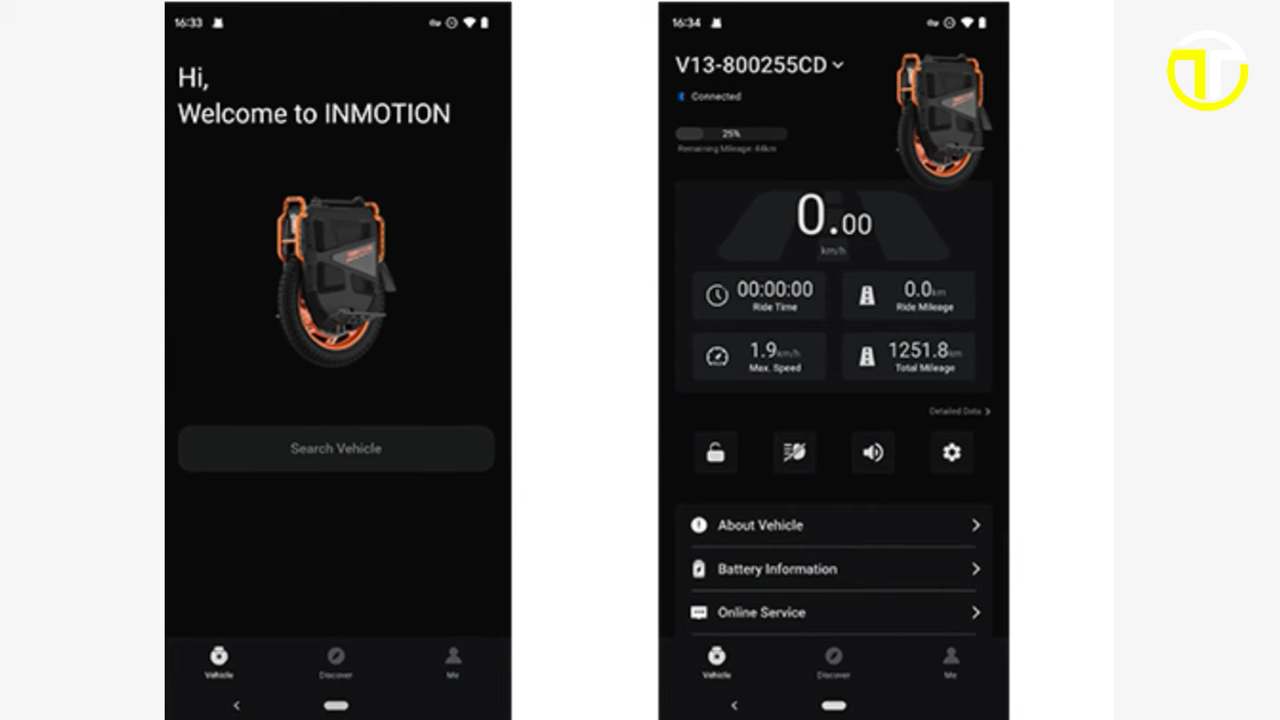 16:33
Hi,
Welcome to INMOTION
INMOTION
Search Vehicle
Vehicle
Discover
Me
16:34
V13-800255CD
Connected
25%
Remaining Mileage: 44km
0.00
km/h
00:00:00
Ride Time
0.0km
Ride Mileage
1.9km/h
Max. Speed
1251.8km
Total Mileage
Detailed Data
About Vehicle
Battery Information
Online Service
Vehicle
Discover
Me